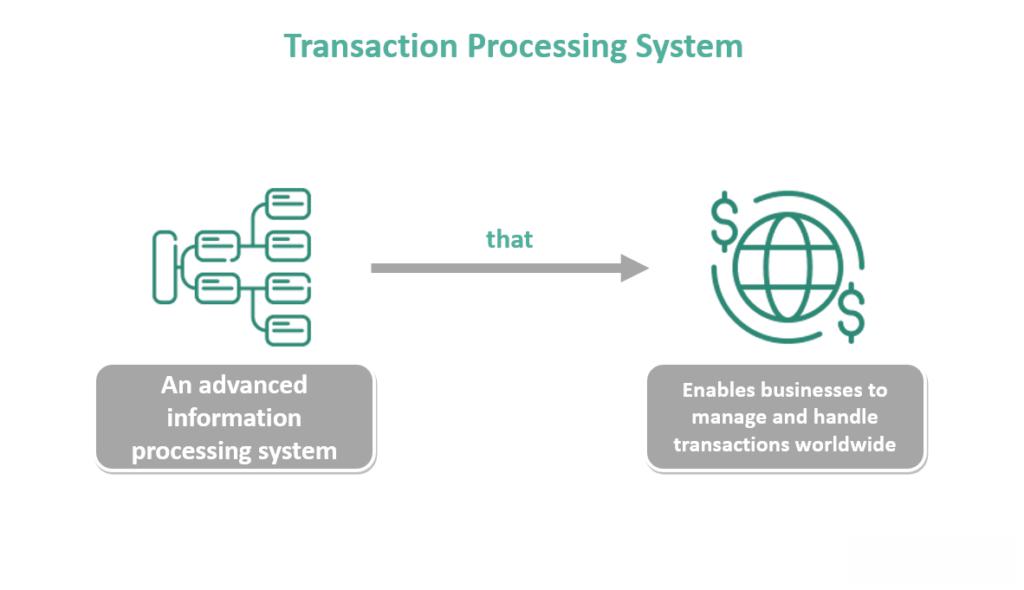 Transaction Processing System
that
An advanced
information
processing system
Enables businesses to
manage and handle
transactions worldwide
$
$